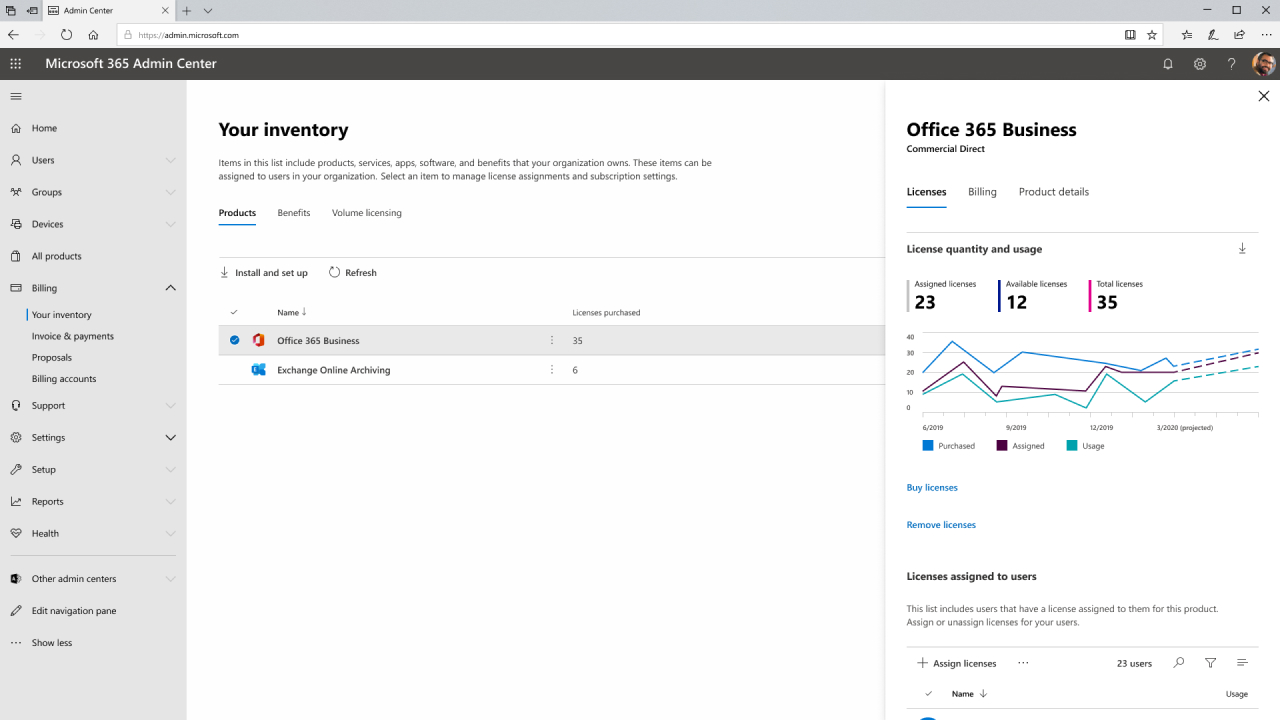 Admin Center
https://admin.microsoft.com
Microsoft 365 Admin Center
Home
Users
Groups
Devices
All products
Billing
Your inventory
Invoice & payments
Proposals
Billing accounts
Support
Settings
Setup
Reports
Health
Other admin centers
Edit navigation pane
Show less
Your inventory
Items in this list include products, services, apps, software, and benefits that your organization owns. These items can be
assigned to users in your organization. Select an item to manage license assignments and subscription settings.
Products Benefits Volume licensing
Install and set up Refresh
Name Licenses purchased
Office 365 Business 35
Exchange Online Archiving 6
Office 365 Business
Commercial Direct
Licenses Billing Product details
License quantity and usage
Assigned licenses Available licenses Total licenses
23 12 35
40
30
20
10
0
6/2019 9/2019 12/2019 3/2020 (projected)
Purchased Assigned Usage
Buy licenses
Remove licenses
Licenses assigned to users
This list includes users that have a license assigned to them for this product.
Assign or unassign licenses for your users.
Assign licenses 23 users
Name Usage